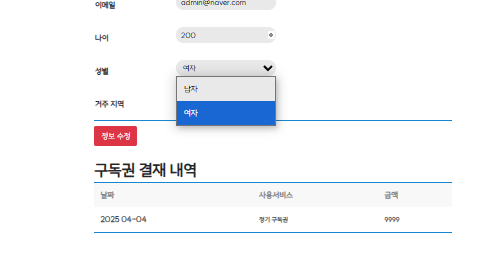 이메일 admin@naver.com
나이 200
성별 여자
남자
거주 지역 여자
정보 수정
구독권 결재 내역
날짜 사용서비스 금액
2025-04-04 정기 구독권 9999